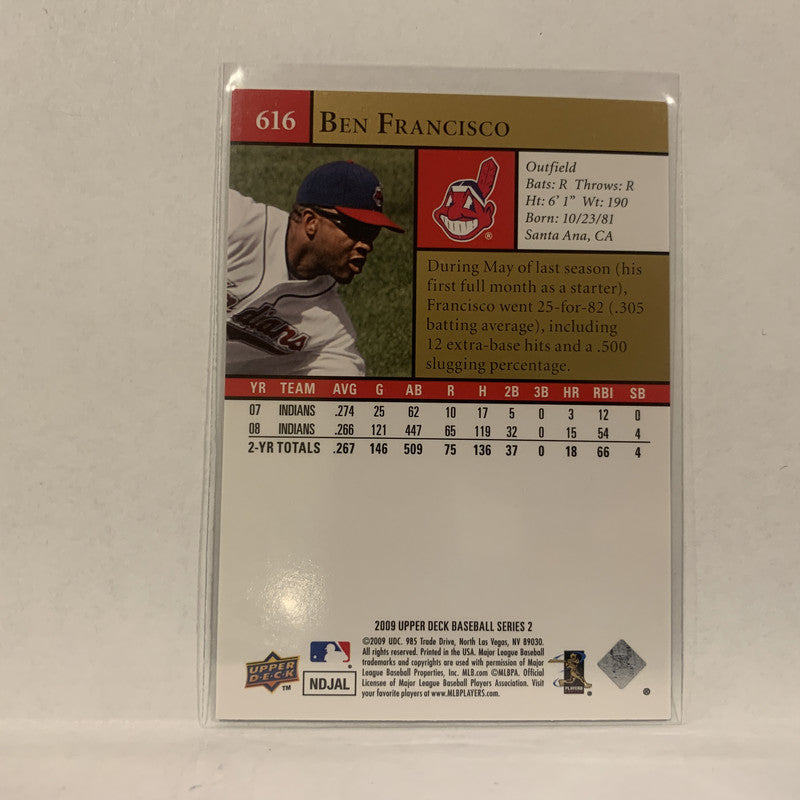 616 BEN FRANCISCO
Outfield
Bats: R Throws: R
Ht: 6' 1" Wt: 190
Born: 10/23/81
Santa Ana, CA
During May of last season (his
first full month as a starter),
Francisco went 25-for-82 (.305
batting average), including
12 extra-base hits and a .500
slugging percentage.
Indians
YR TEAM AVG G AB R H 2B 3B HR RBI SB
07 INDIANS .274 25 62 10 17 5 0 3 12 0
08 INDIANS .266 121 447 65 119 32 0 15 54 4
2-YR TOTALS .267 146 509 75 136 37 0 18 66 4
2009 UPPER DECK BASEBALL SERIES 2
©2009 UDC. 985 Trade Drive, North Las Vegas, NV 89030.
All rights reserved. Printed in the USA. Major League Baseball
trademarks and copyrights are used with permission of Major
League Baseball Properties, Inc. MLB.com ©MLBPA. Official
Licensee of Major League Baseball Players Association. Visit
your favorite players at www.MLBPLAYERS.com.
UPPER
DECK
TM
NDJAL
PLAYERS